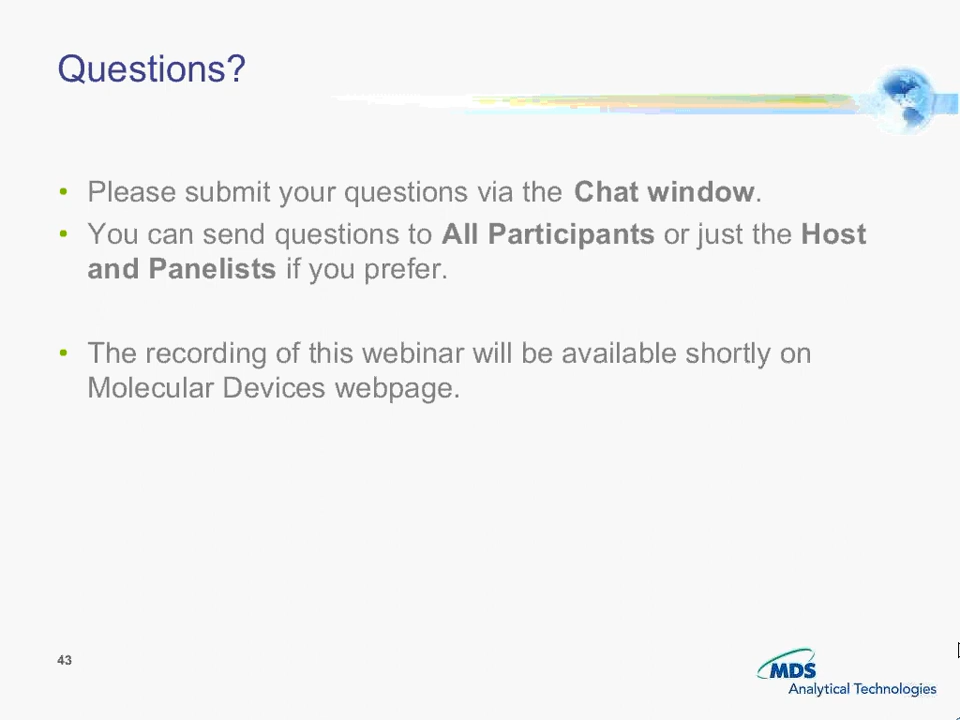 Questions?
• Please submit your questions via the Chat window.
• You can send questions to All Participants or just the Host
and Panelists if you prefer.
• The recording of this webinar will be available shortly on
Molecular Devices webpage.
43
MDS
Analytical Technologies